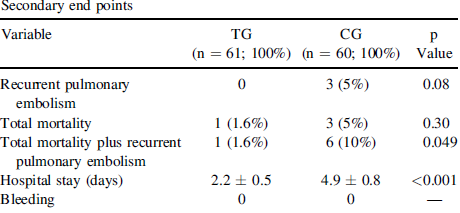 Secondary end points
Variable TG CG p
(n = 61; 100%) (n = 60; 100%) Value
Recurrent pulmonary 0 3 (5%) 0.08
embolism
Total mortality 1 (1.6%) 3 (5%) 0.30
Total mortality plus recurrent 1 (1.6%) 6 (10%) 0.049
pulmonary embolism
Hospital stay (days) 2.2 ± 0.5 4.9 ± 0.8 <0.001
Bleeding 0 0 —